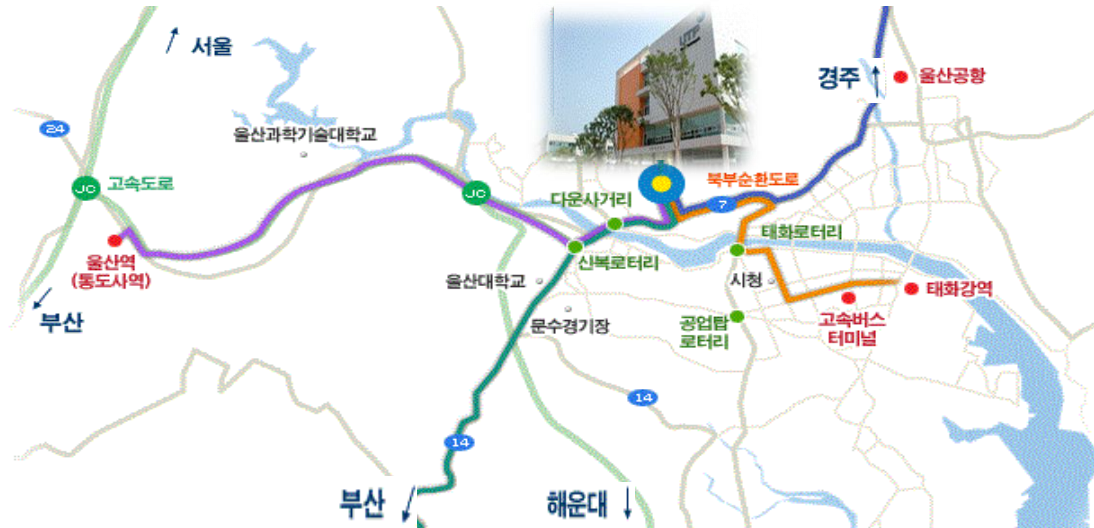 서울
UTP
경주
울산공항
24
울산과학기술대학교
JC
고속도로
JC
다운사거리
북부순환도로
7
태화로터리
울산역
(통도사역)
신복로터리
울산대학교
시청
태화강역
부산
문수경기장
공업탑
로터리
고속버스
터미널
14
14
부산
해운대